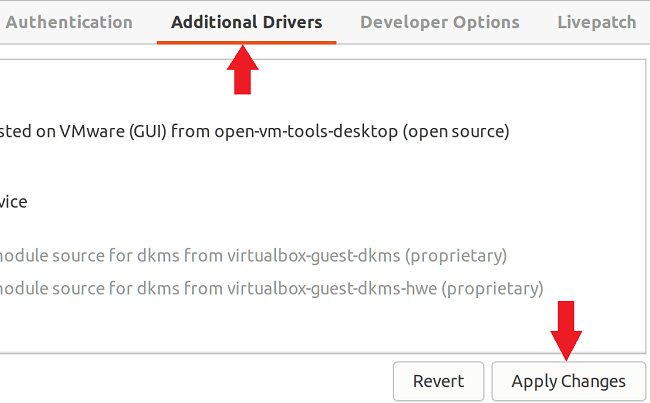 Authentication Additional Drivers Developer Options Livepatch
sted on VMware (GUI) from open-vm-tools-desktop (open source)
vice
module source for dkms from virtualbox-guest-dkms (proprietary)
module source for dkms from virtualbox-guest-dkms-hwe (proprietary)
Revert Apply Changes